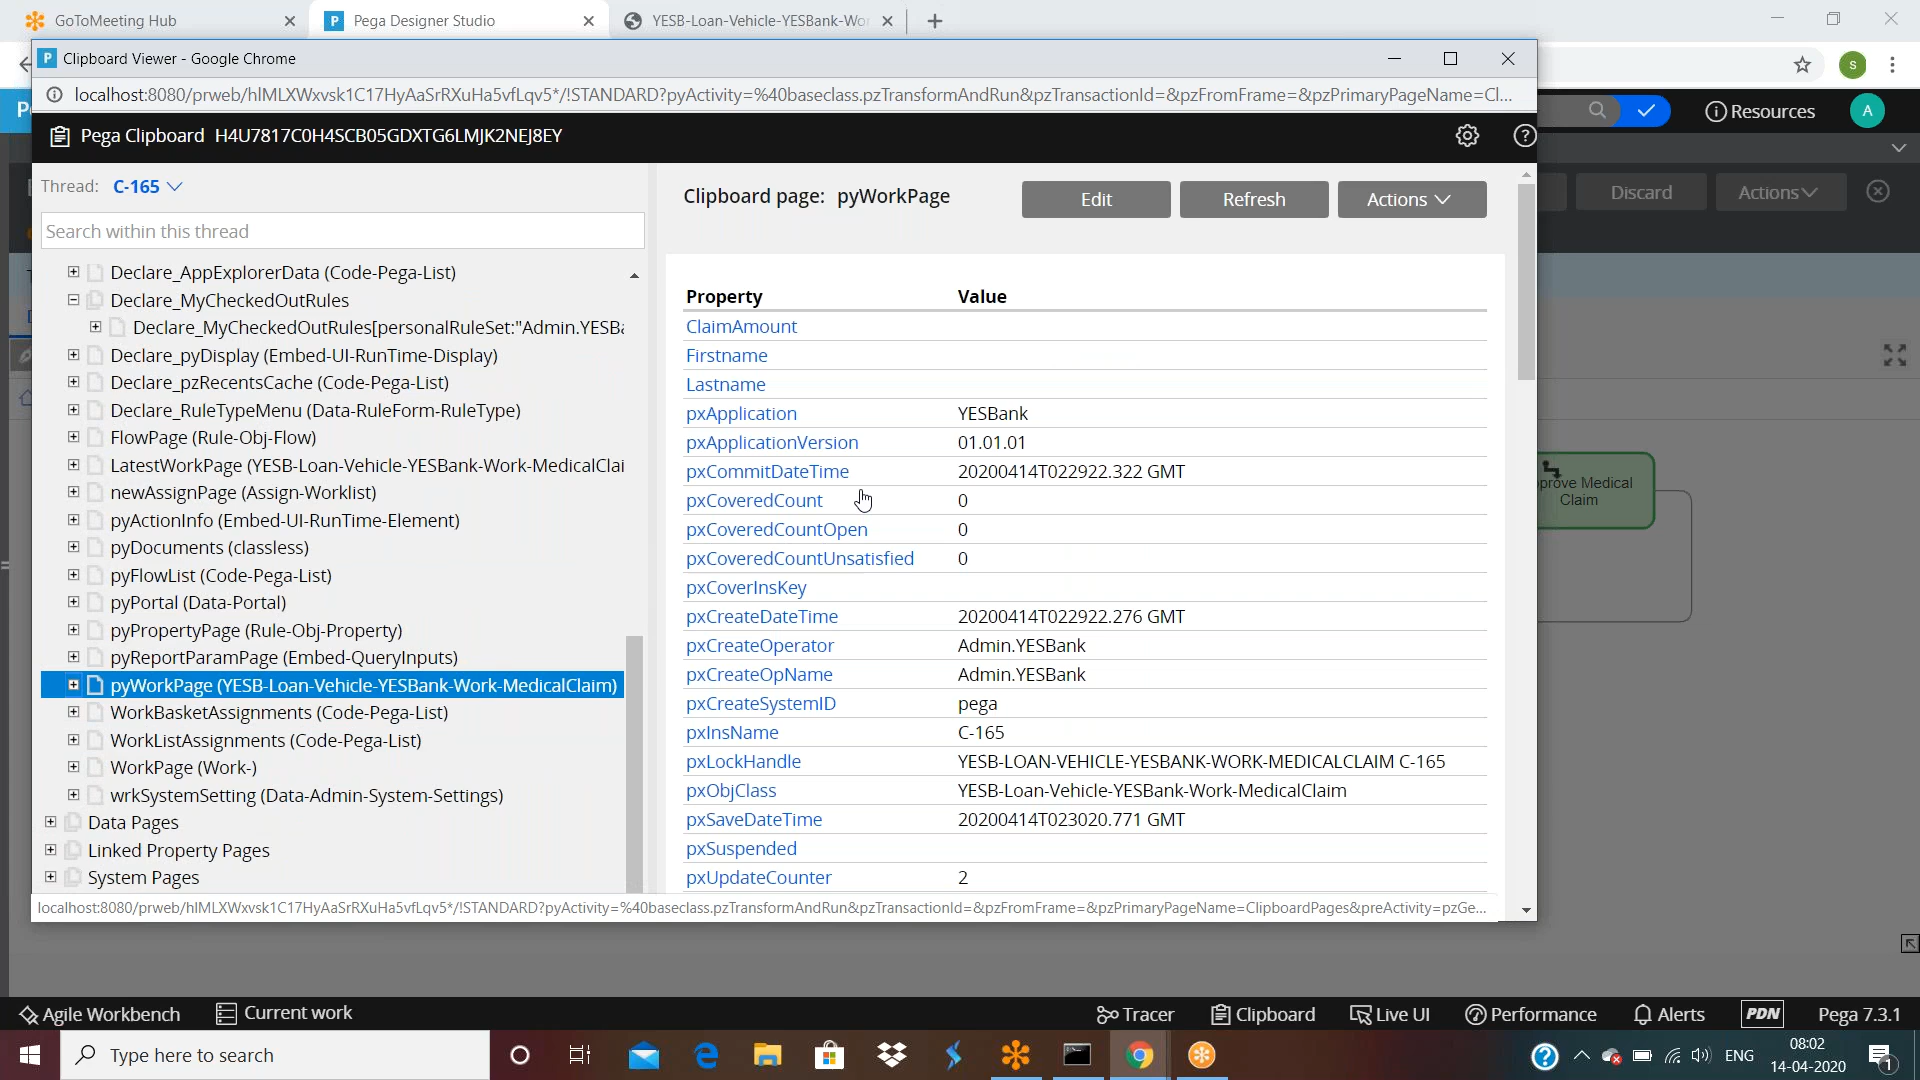 GoToMeeting Hub
Pega Designer Studio
YESB-Loan-Vehicle-YESBank-Wo
Clipboard Viewer - Google Chrome
localhost:8080/prweb/hIMLXWxvsk1C17HyAaSrRXuHa5vfLqv5*/!STANDARD?pyActivity=%40baseclass.pzTransformAndRun&pzTransactionId=&pzFromFrame=&pzPrimaryPageName=Cl...
s
Pega Clipboard H4U7817C0H4SCB05GDXTG6LMJK2NEJ8EY
Resources
A
Thread: C-165
Search within this thread
Declare_AppExplorerData (Code-Pega-List)
Declare_MyCheckedOutRules
Declare_MyCheckedOutRules[personalRuleSet:"Admin.YESBa
Declare_pyDisplay (Embed-UI-RunTime-Display)
Declare_pzRecentsCache (Code-Pega-List)
Declare_RuleTypeMenu (Data-RuleForm-RuleType)
FlowPage (Rule-Obj-Flow)
LatestWorkPage (YESB-Loan-Vehicle-YESBank-Work-MedicalClai
newAssignPage (Assign-Worklist)
pyActionInfo (Embed-UI-RunTime-Element)
pyDocuments (classless)
pyFlowList (Code-Pega-List)
pyPortal (Data-Portal)
pyPropertyPage (Rule-Obj-Property)
pyReportParamPage (Embed-QueryInputs)
pyWorkPage (YESB-Loan-Vehicle-YESBank-Work-MedicalClaim)
WorkBasketAssignments (Code-Pega-List)
WorkListAssignments (Code-Pega-List)
WorkPage (Work-)
wrkSystemSetting (Data-Admin-System-Settings)
Data Pages
Linked Property Pages
System Pages
Clipboard page: pyWorkPage
Edit
Refresh
Actions
Property Value
ClaimAmount
Firstname
Lastname
pxApplication YESBank
pxApplicationVersion 01.01.01
pxCommitDateTime 20200414T022922.322 GMT
pxCoveredCount 0
pxCoveredCountOpen 0
pxCoveredCountUnsatisfied 0
pxCoverInsKey
pxCreateDateTime 20200414T022922.276 GMT
pxCreateOperator Admin.YESBank
pxCreateOpName Admin.YESBank
pxCreateSystemID pega
pxInsName C-165
pxLockHandle YESB-LOAN-VEHICLE-YESBANK-WORK-MEDICALCLAIM C-165
pxObjClass YESB-Loan-Vehicle-YESBank-Work-MedicalClaim
pxSaveDateTime 20200414T023020.771 GMT
pxSuspended
pxUpdateCounter 2
localhost:8080/prweb/hIMLXWxvsk1C17HyAaSrRXuHa5vfLqv5*/!STANDARD?pyActivity=%40baseclass.pzTransformAndRun&pzTransactionId=&pzFromFrame=&pzPrimaryPageName=ClipboardPages&preActivity=pzGe...
Discard
Actions
prove Medical
Claim
Agile Workbench
Current work
Tracer
Clipboard
Live UI
Performance
Alerts
PDN
Pega 7.3.1
Type here to search
ENG
08:02
14-04-2020
1